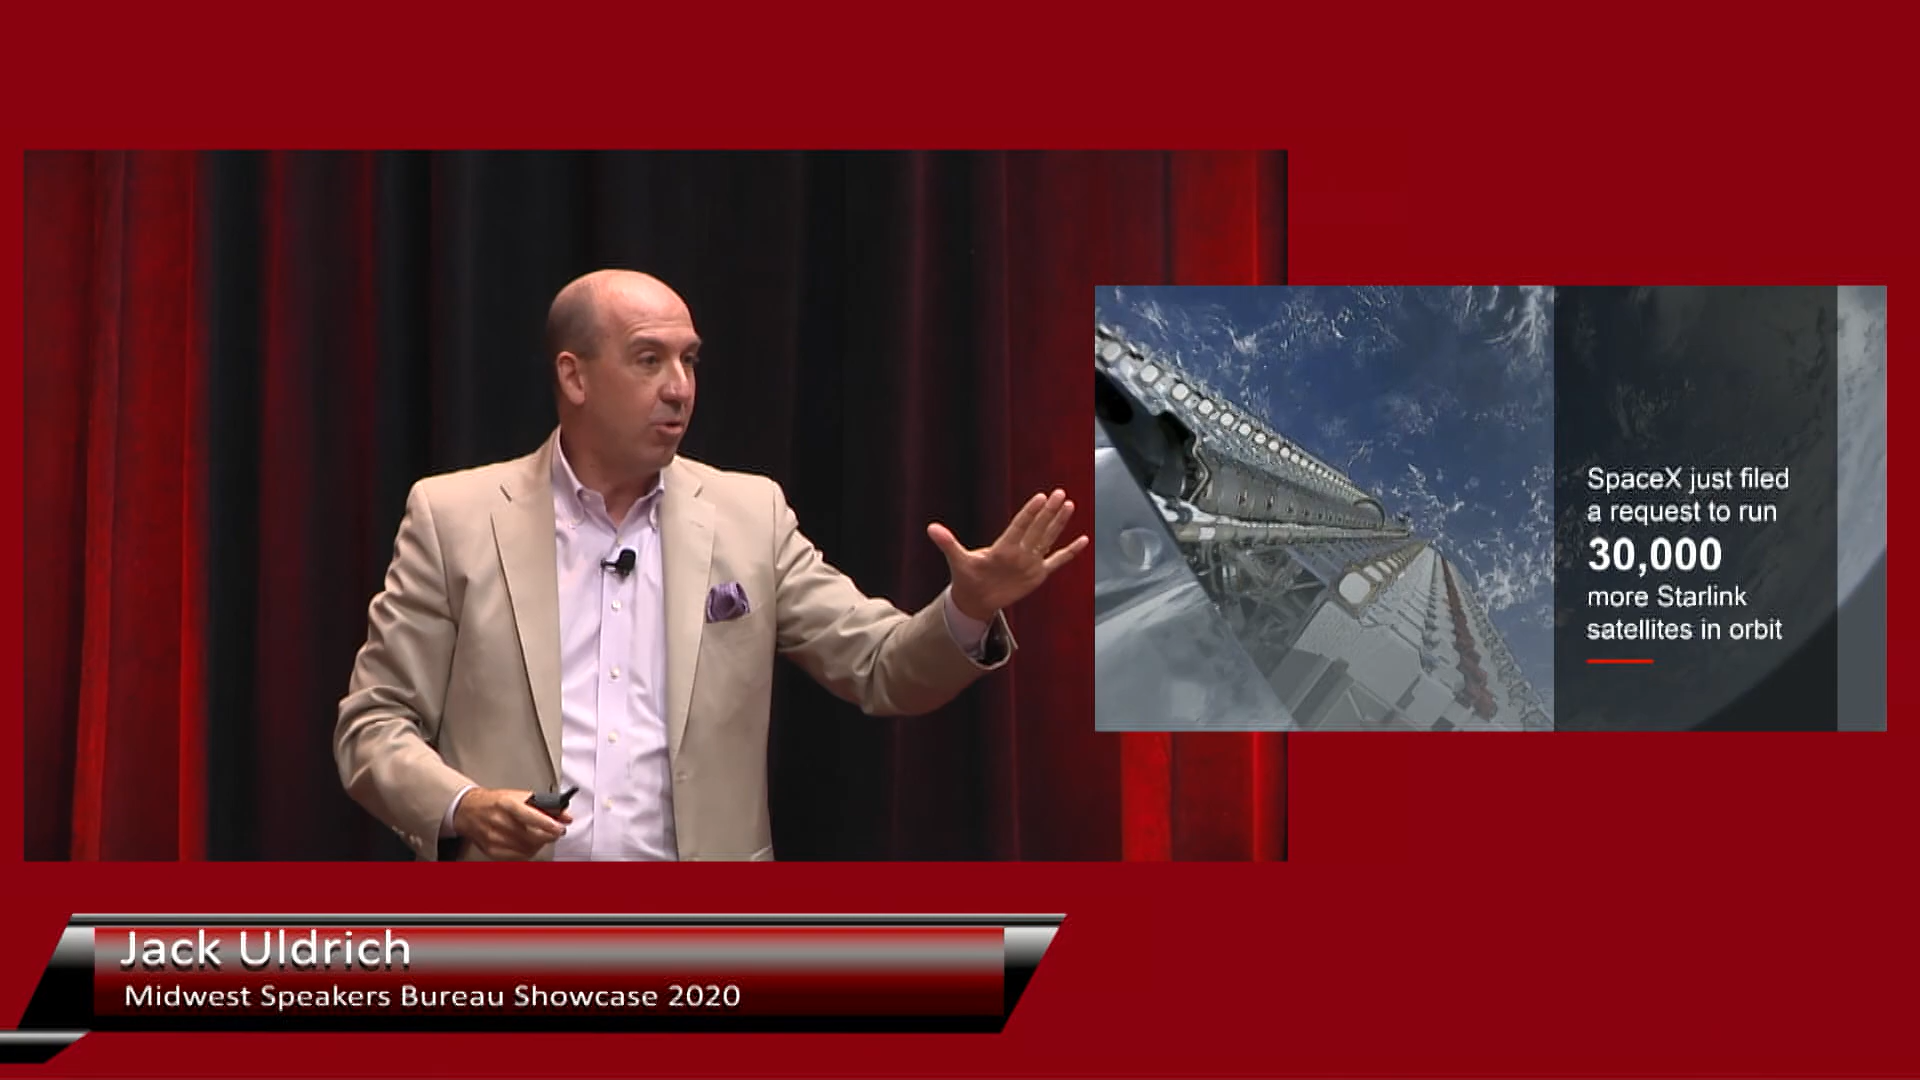 SpaceX just filed
a request to run
30,000
more Starlink
satellites in orbit
Jack Uldrich
Midwest Speakers Bureau Showcase 2020